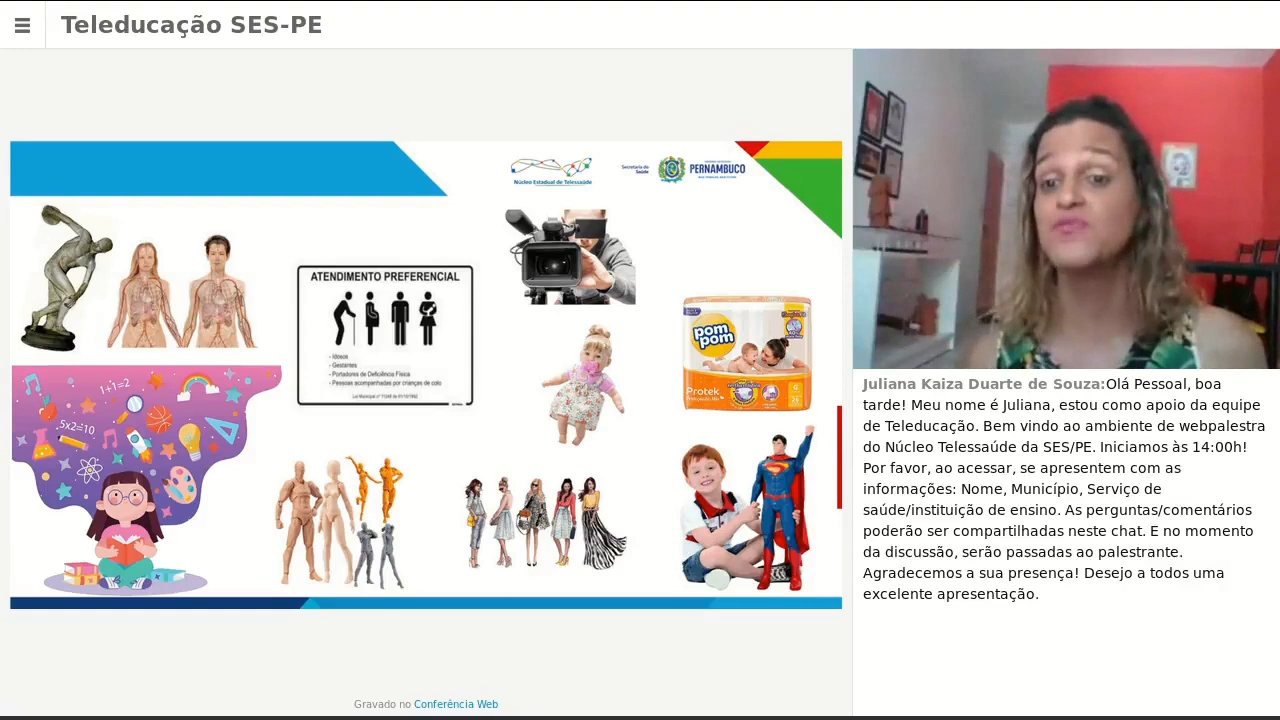 Teleducação SES-PE
Núcleo Estadual de Telessaúde
Secretaria de
Saúde
PERNAMBUCO
ATENDIMENTO PREFERENCIAL
- Idosos
- Gestantes
- Portadores de Deficiência Física
- Pessoas acompanhadas por crianças de colo
1+1=2
5x2=10
pom
pom
Protek
Juliana Kaiza Duarte de Souza:Olá Pessoal, boa
tarde! Meu nome é Juliana, estou como apoio da equipe
de Teleducação. Bem vindo ao ambiente de webpalestra
do Núcleo Telessaúde da SES/PE. Iniciamos às 14:00h!
Por favor, ao acessar, se apresentem com as
informações: Nome, Município, Serviço de
saúde/instituição de ensino. As perguntas/comentários
poderão ser compartilhadas neste chat. E no momento
da discussão, serão passadas ao palestrante.
Agradecemos a sua presença! Desejo a todos uma
excelente apresentação.
Gravado no Conferência Web